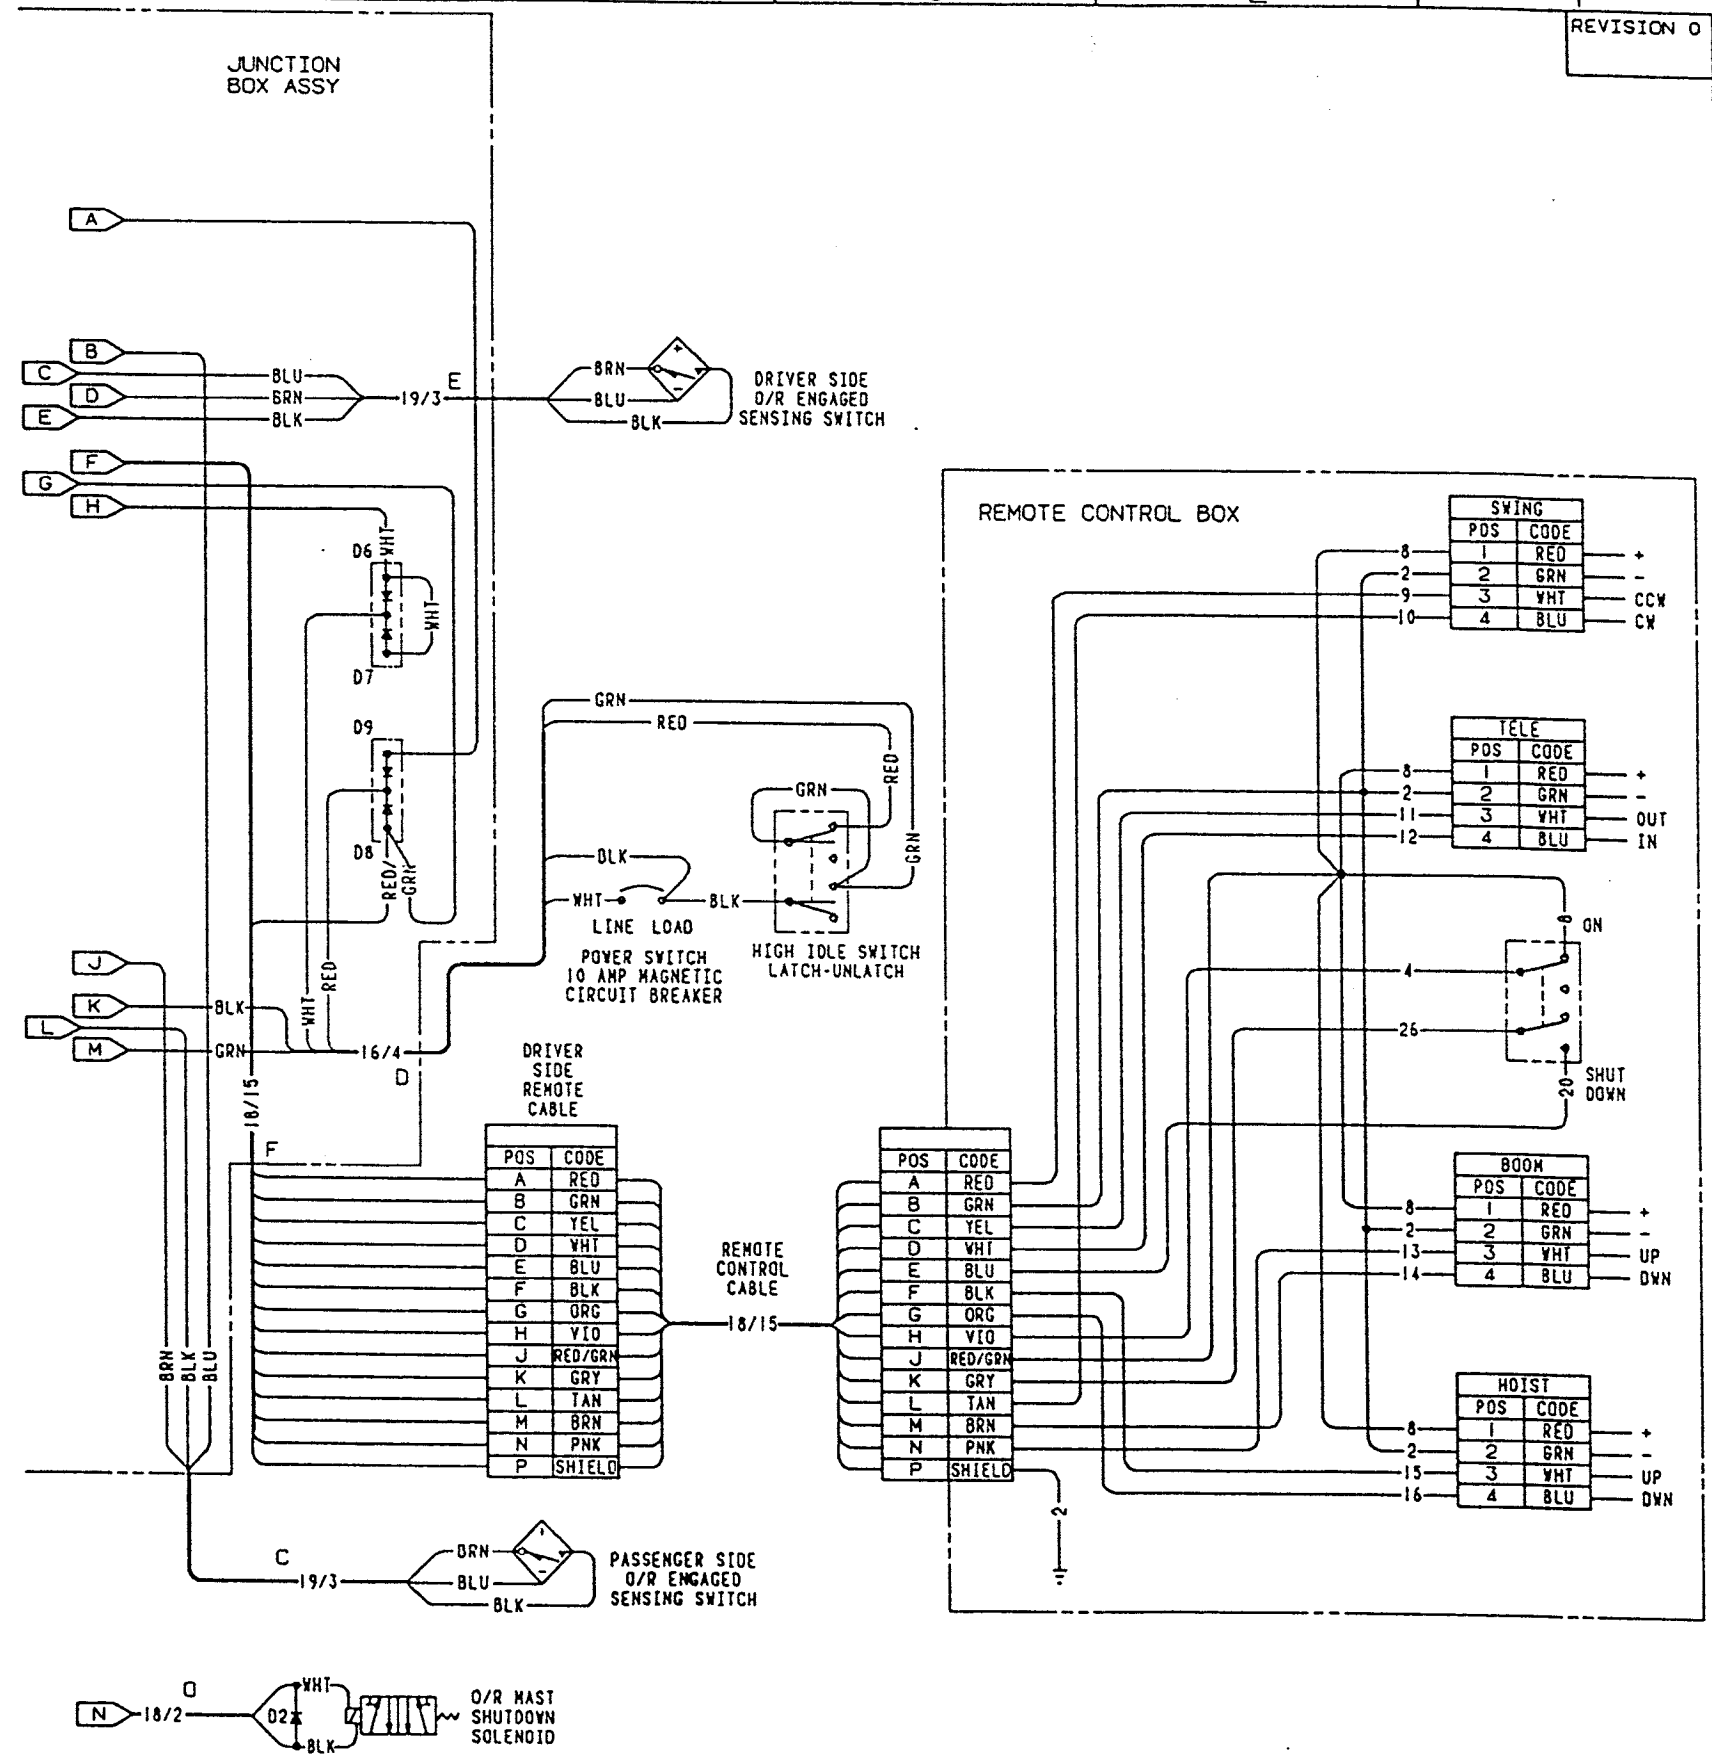 REVISION 0
JUNCTION
BOX ASSY
A
B
C
BLU
D
BRN
E
BLK
19/3
E
BRN
BLU
BLK
DRIVER SIDE
O/R ENGAGED
SENSING SWITCH
F
G
H
WHT
D6
WHT
D7
D9
D8
RED/
GRN
RED
WHT
J
K
BLK
L
M
GRN
16/4
D
18/15
F
GRN
RED
RED
GRN
GRN
BLK
WHT
BLK
LINE LOAD
POWER SWITCH
10 AMP MAGNETIC
CIRCUIT BREAKER
HIGH IDLE SWITCH
LATCH-UNLATCH
DRIVER
SIDE
REMOTE
CABLE
POS CODE
A RED
B GRN
C YEL
D WHT
E BLU
F BLK
G ORG
H VIO
J RED/GRN
K GRY
L TAN
M BRN
N PNK
P SHIELD
REMOTE
CONTROL
CABLE
18/15
POS CODE
A RED
B GRN
C YEL
D WHT
E BLU
F BLK
G ORG
H VIO
J RED/GRN
K GRY
L TAN
M BRN
N PNK
P SHIELD
2
REMOTE CONTROL BOX
SWING
POS CODE
8 1 RED +
2 2 GRN -
9 3 WHT CCW
10 4 BLU CW
TELE
POS CODE
8 1 RED +
2 2 GRN -
11 3 WHT OUT
12 4 BLU IN
8
ON
4
26
20
SHUT
DOWN
BOOM
POS CODE
8 1 RED +
2 2 GRN -
13 3 WHT UP
14 4 BLU DWN
HOIST
POS CODE
8 1 RED +
2 2 GRN -
15 3 WHT UP
16 4 BLU DWN
BRN
BLK
BLU
C
19/3
BRN
BLU
BLK
PASSENGER SIDE
O/R ENGAGED
SENSING SWITCH
N
18/2
O
D2
WHT
BLK
O/R MAST
SHUTDOWN
SOLENOID